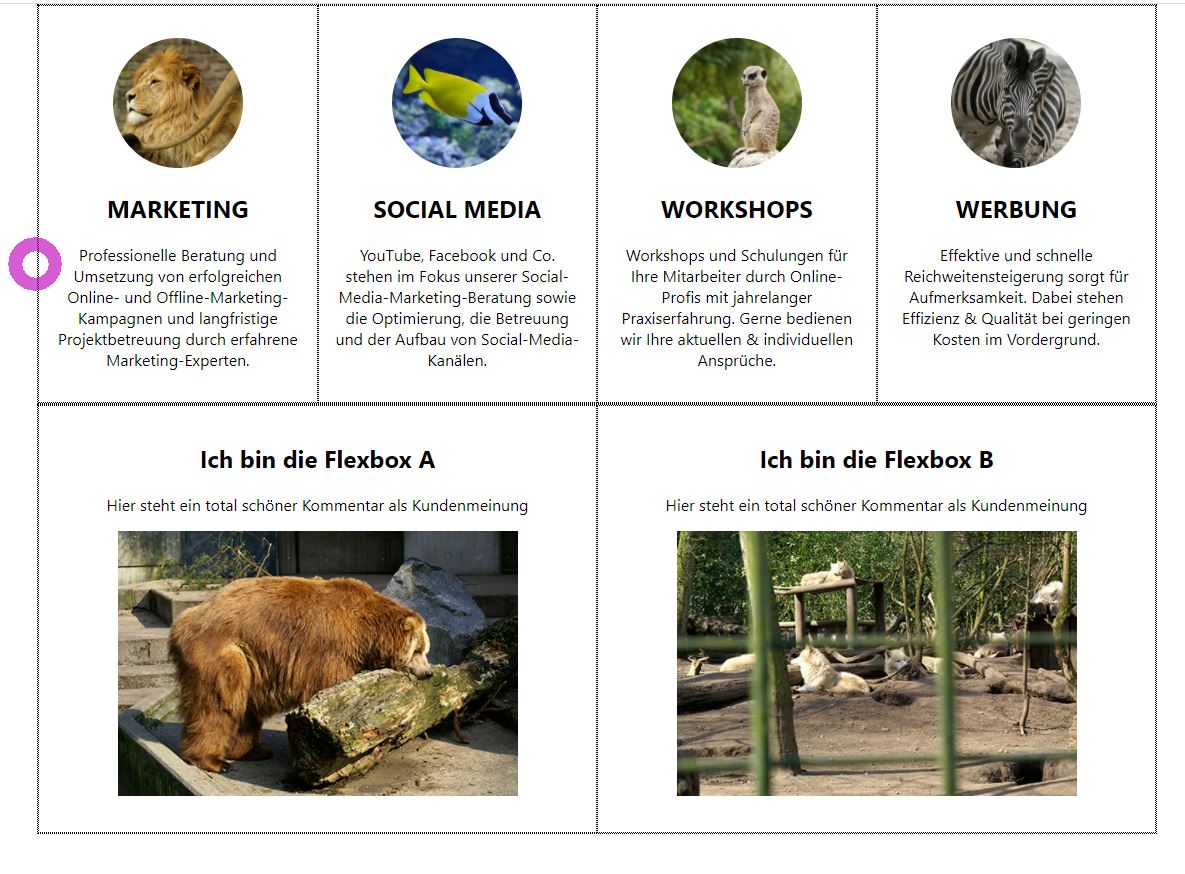 MARKETING
Professionelle Beratung und
Umsetzung von erfolgreichen
Online- und Offline-Marketing-
Kampagnen und langfristige
Projektbetreuung durch erfahrene
Marketing-Experten.
SOCIAL MEDIA
YouTube, Facebook und Co.
stehen im Fokus unserer Social-
Media-Marketing-Beratung sowie
die Optimierung, die Betreuung
und der Aufbau von Social-Media-
Kanälen.
WORKSHOPS
Workshops und Schulungen für
Ihre Mitarbeiter durch Online-
Profis mit jahrelanger
Praxiserfahrung. Gerne bedienen
wir Ihre aktuellen & individuellen
Ansprüche.
WERBUNG
Effektive und schnelle
Reichweitensteigerung sorgt für
Aufmerksamkeit. Dabei stehen
Effizienz & Qualität bei geringen
Kosten im Vordergrund.
Ich bin die Flexbox A
Hier steht ein total schöner Kommentar als Kundenmeinung
Ich bin die Flexbox B
Hier steht ein total schöner Kommentar als Kundenmeinung